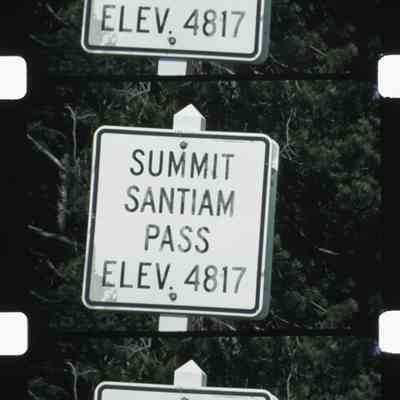 ELEV. 4817
SUMMIT
SANTIAM
PASS
ELEV. 4817